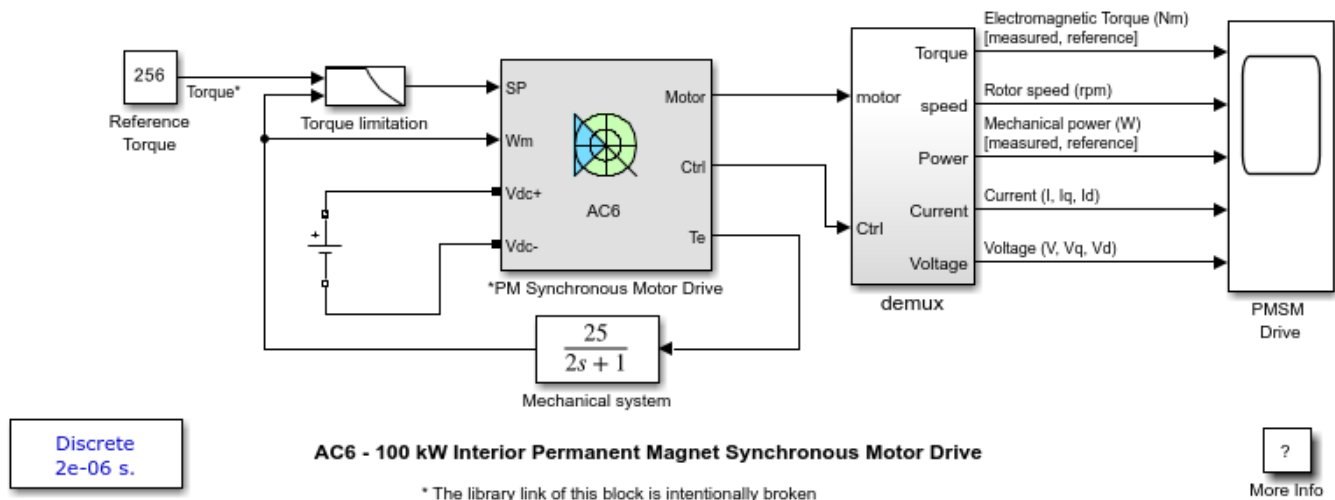 256
Torque*
Reference
Torque
Torque limitation
SP
Wm
Vdc+
Vdc-
AC6
Motor
Ctrl
Te
*PM Synchronous Motor Drive
+
25
2s + 1
Mechanical system
motor
Ctrl
Torque
speed
Power
Current
Voltage
demux
Electromagnetic Torque (Nm)
[measured, reference]
Rotor speed (rpm)
Mechanical power (W)
[measured, reference]
Current (I, Iq, Id)
Voltage (V, Vq, Vd)
PMSM
Drive
Discrete
2e-06 s.
AC6 - 100 kW Interior Permanent Magnet Synchronous Motor Drive
* The library link of this block is intentionally broken
?
More Info